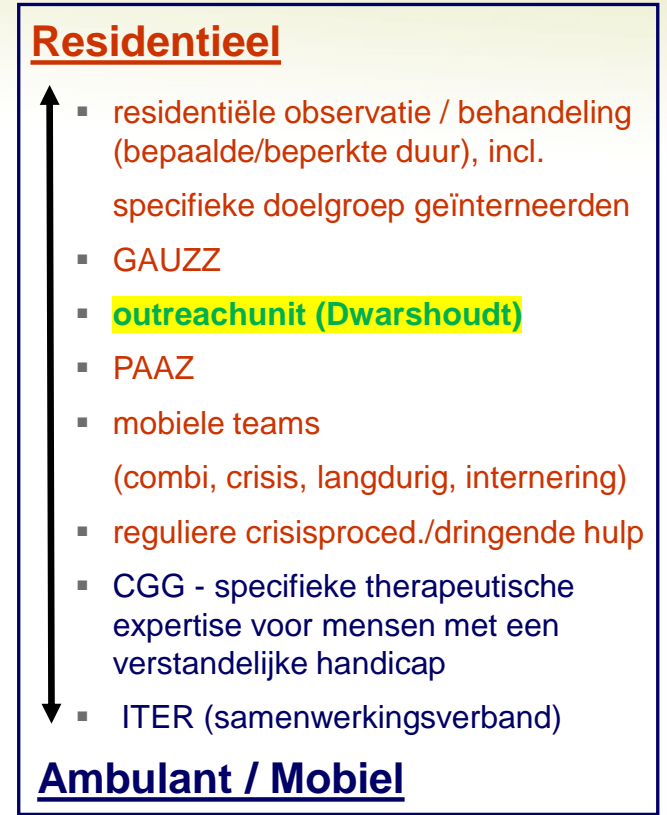 Residentieel
▪ residentiële observatie / behandeling
(bepaalde/beperkte duur), incl.
specifieke doelgroep geïnterneerden
▪ GAUZZ
▪ outreachunit (Dwarshoudt)
▪ PAAZ
▪ mobiele teams
(combi, crisis, langdurig, internering)
▪ reguliere crisisproced./dringende hulp
▪ CGG - specifieke therapeutische
expertise voor mensen met een
verstandelijke handicap
▪ ITER (samenwerkingsverband)
Ambulant / Mobiel